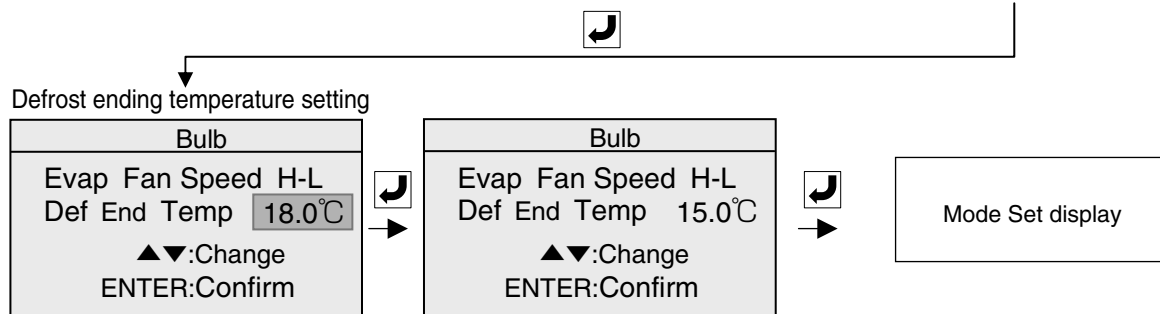 Defrost ending temperature setting
Bulb
Evap Fan Speed H-L
Def End Temp 18.0℃
▲▼:Change
ENTER:Confirm
Bulb
Evap Fan Speed H-L
Def End Temp 15.0℃
▲▼:Change
ENTER:Confirm
Mode Set display